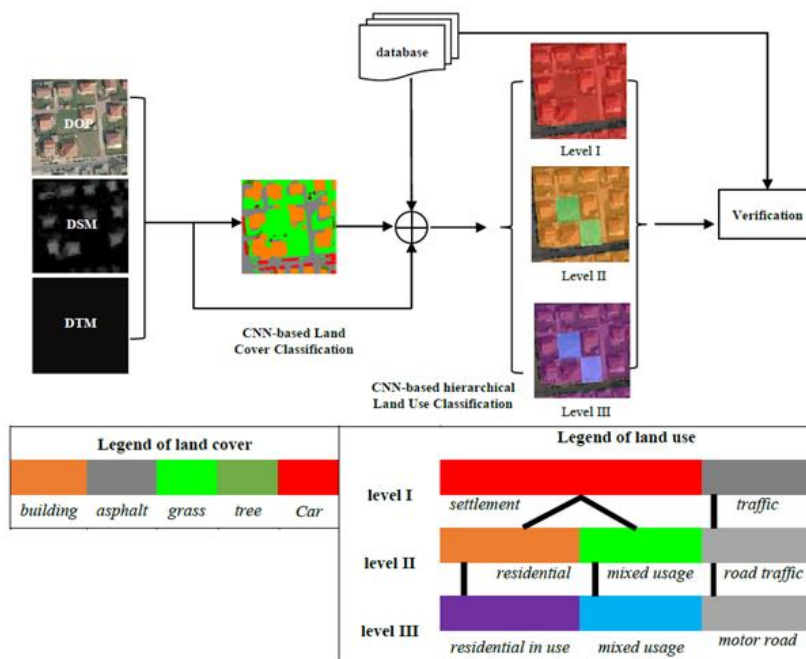 database
DOP
DSM
DTM
CNN-based Land
Cover Classification
Level I
Level II
Level III
CNN-based hierarchical
Land Use Classification
Verification
Legend of land cover
building asphalt grass tree Car
Legend of land use
level I
settlement traffic
level II
residential mixed usage road traffic
level III
residential in use mixed usage motor road